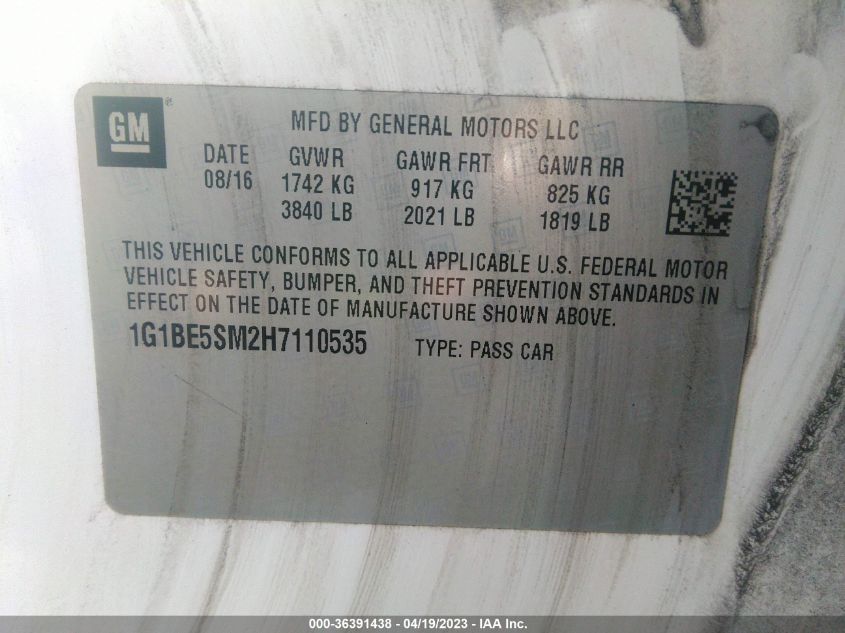 GM®
MFD BY GENERAL MOTORS LLC
DATE GVWR GAWR FRT GAWR RR
08/16 1742 KG 917 KG 825 KG
3840 LB 2021 LB 1819 LB
THIS VEHICLE CONFORMS TO ALL APPLICABLE U.S. FEDERAL MOTOR
VEHICLE SAFETY, BUMPER, AND THEFT PREVENTION STANDARDS IN
EFFECT ON THE DATE OF MANUFACTURE SHOWN ABOVE.
1G1BE5SM2H7110535 TYPE: PASS CAR
000-36391438 - 04/19/2023 - IAA Inc.